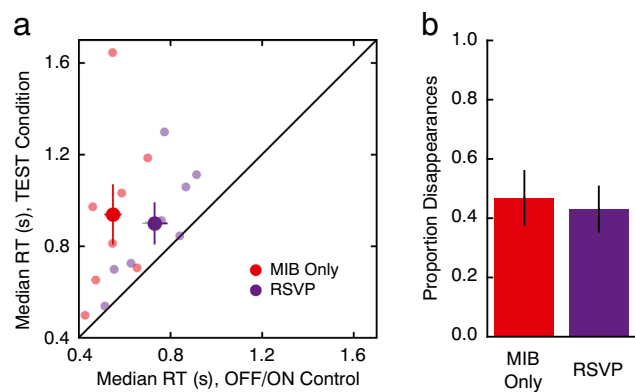 a
1.6
1.2
0.8
0.4
Median RT (s), TEST Condition
MIB Only
RSVP
0.4
0.8
1.2
1.6
Median RT (s), OFF/ON Control
b
1.0
0.8
0.6
0.4
0.2
0.0
Proportion Disappearances
MIB
Only
RSVP